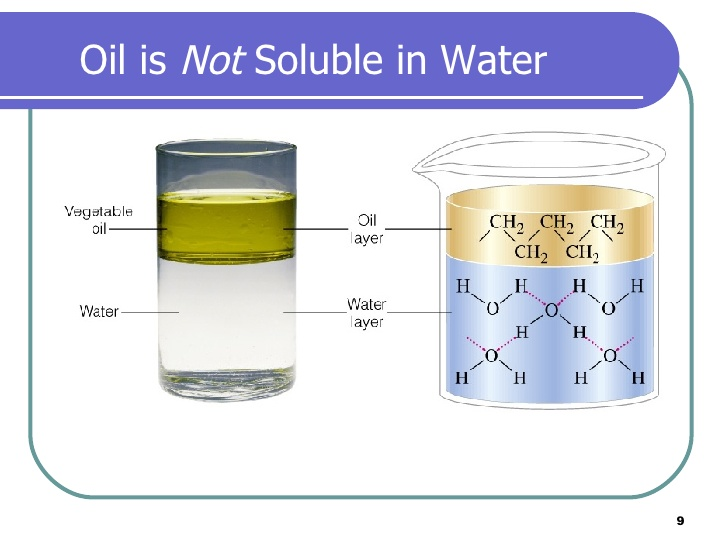 Oil is Not Soluble in Water
Vegetable
oil
Water
Oil
layer
Water
layer
CH2 CH2 CH2
CH2 CH2
H H H H
O O O
H H
O O
H H H H
9